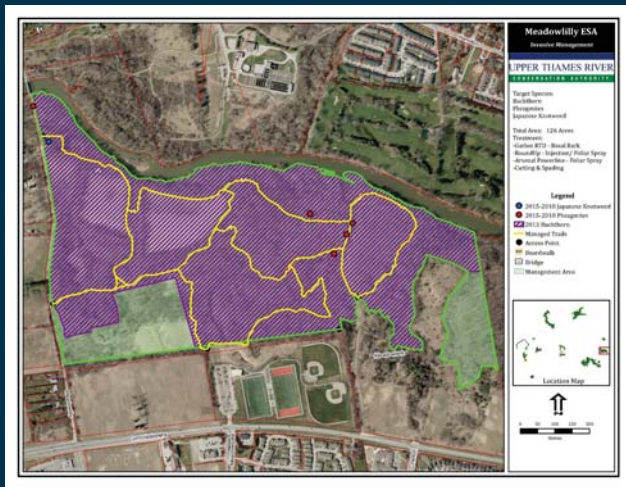 Meadowlilly ESA
Invasive Management
UPPER THAMES RIVER
CONSERVATION AUTHORITY
Target Species
Buckthorn
Phragmites
Japanese Knotweed
Total Area: 126 Acres
Treatment:
-Garlon RTU - Basal Bark
-RoundUp - Injection/ Foliar Spray
-Arsenal Powerline - Foliar Spray
-Cutting & Spading
Legend
2015-2018 Japanese Knotweed
2015-2018 Phragmites
2013 Buckthorn
Managed Trails
Access Point
Boardwalk
Bridge
Management Area
Location Map
Metres